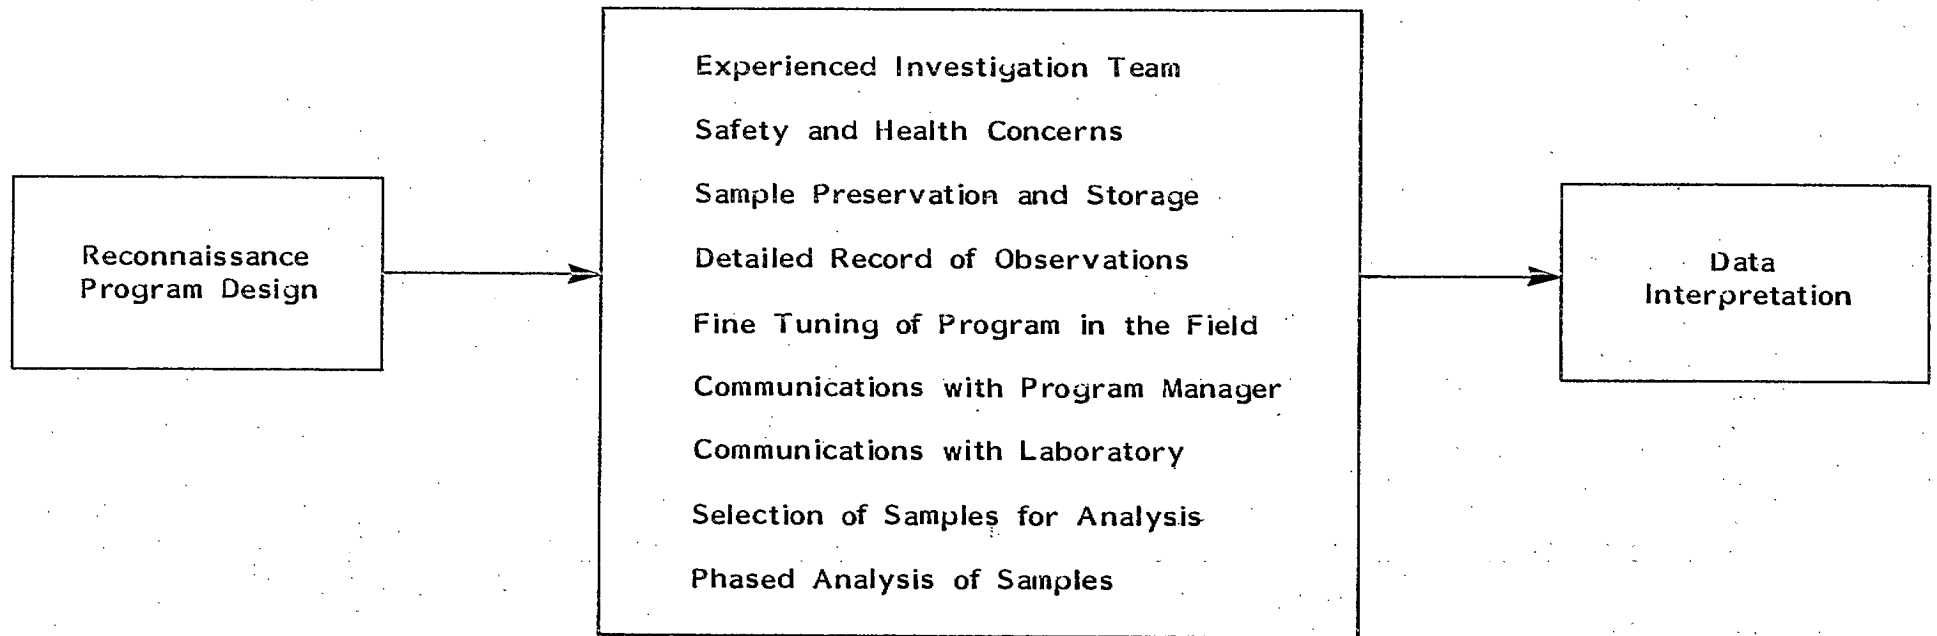 Reconnaissance
Program Design
Experienced Investigation Team
Safety and Health Concerns
Sample Preservation and Storage
Detailed Record of Observations
Fine Tuning of Program in the Field
Communications with Program Manager
Communications with Laboratory
Selection of Samples for Analysis
Phased Analysis of Samples
Data
Interpretation